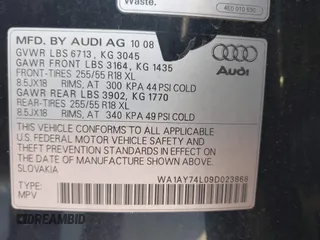 Waste.
4E0 010 530
MFD. BY AUDI AG 10 08
GVWR LBS 6713, KG 3045
GAWR FRONT LBS 3164, KG 1435
FRONT-TIRES 255/55 R18 XL
8.5JX18 RIMS, AT 300 KPA 44 PSI COLD
GAWR REAR LBS 3902, KG 1770
REAR-TIRES 255/55 R18 XL
8.5JX18 RIMS, AT 340 KPA 49 PSI COLD
Audi
THIS VEHICLE CONFORMS TO ALL APPLICABLE
U.S. FEDERAL MOTOR VEHICLE SAFETY
STANDARDS IN EFFECT ON THE DATE OF
MANUFACTURE SHOWN ABOVE.
SLOVAKIA
WA1AY74L09D023868
TYPE:
MPV
DREAMBID